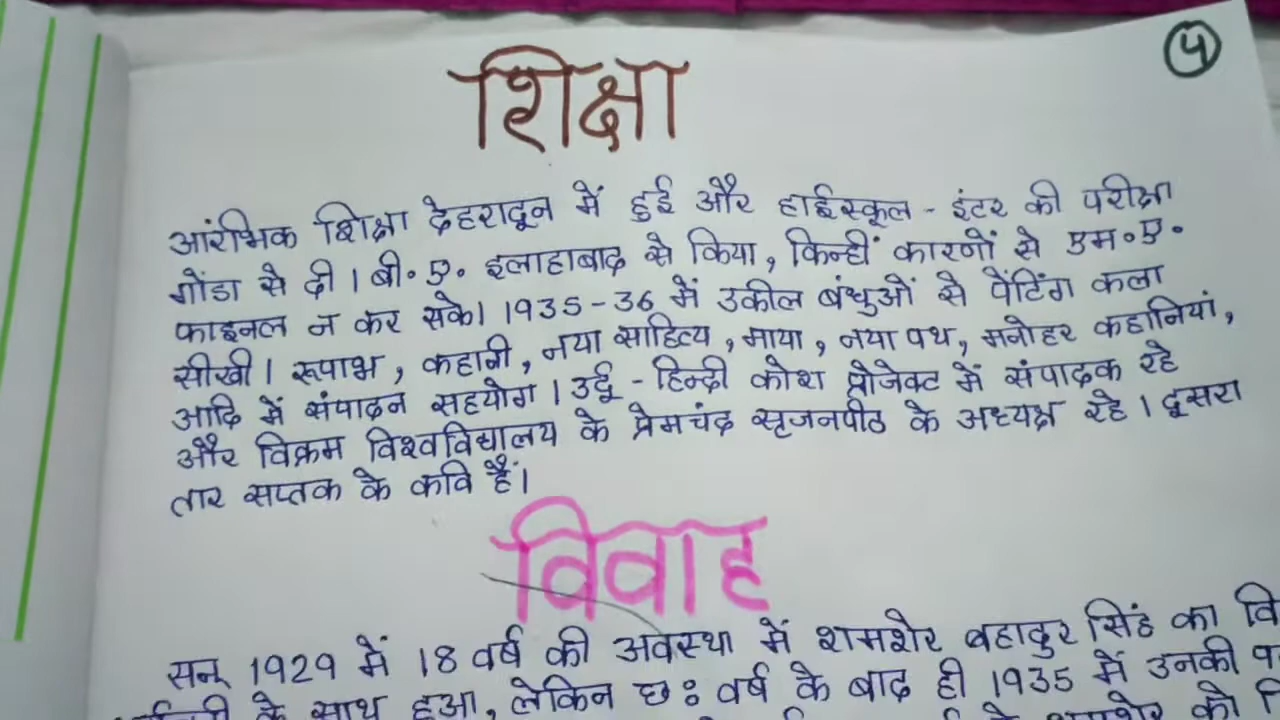 ५
शिक्षा
आरंभिक शिक्षा देहरादून में हुई और हाईस्कूल - इंटर की परीक्षा
गोंडा से दी। बी॰ ए॰ इलाहाबाद से किया, किन्हीं कारणों से एम॰ ए॰
फाइनल न कर सके। 1935-36 में उकील बंधुओं से पेंटिंग कला
सीखी। रूपाभ, कहानी, नया साहित्य, माया, नया पथ, मनोहर कहानियां,
आदि में संपादन सहयोग। उर्दू - हिन्दी कोश प्रोजेक्ट में संपादक रहे
और विक्रम विश्वविद्यालय के प्रेमचंद सृजनपीठ के अध्यक्ष रहे। दूसरा
तार सप्तक के कवि हैं।
विवाह
सन् 1929 में 18 वर्ष की अवस्था में शमशेर बहादुर सिंह का
के साथ हुआ, लेकिन छः वर्ष के बाद ही 1935 में उनकी